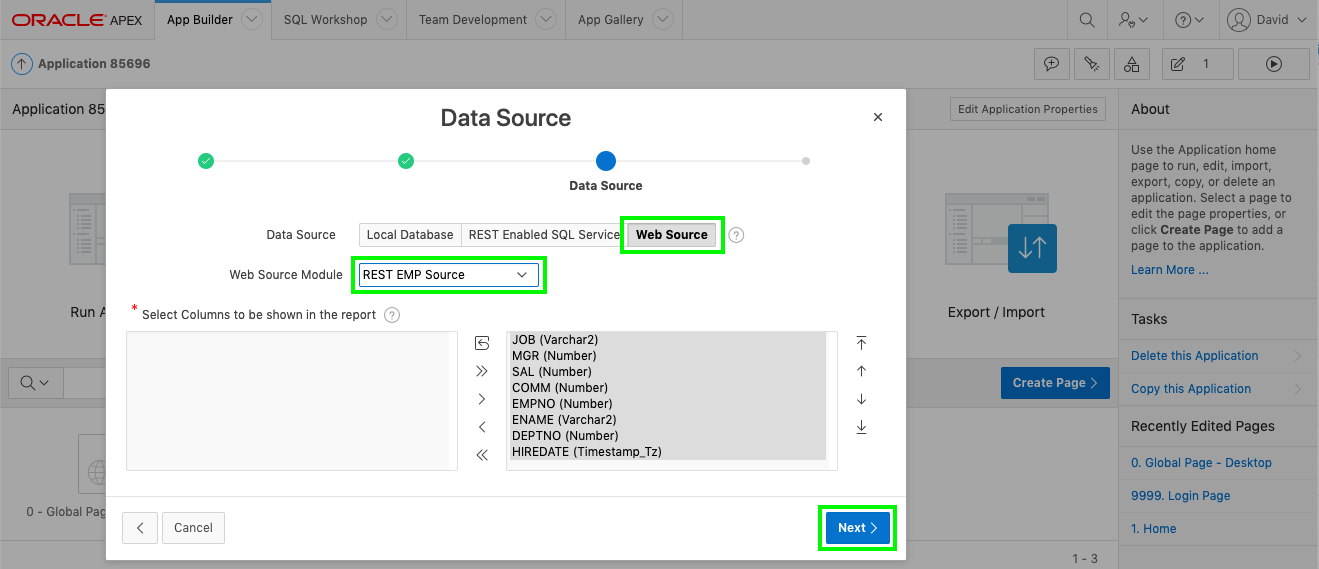 ORACLE APEX App Builder SQL Workshop Team Development App Gallery David
Application 85696 1
Application 85 Edit Application Properties About
Data Source
Use the Application home
page to run, edit, import,
export, copy, or delete an
application. Select a page to
edit the page properties, or
click Create Page to add a
page to the application.
Learn More ...
Data Source
Data Source Local Database REST Enabled SQL Service Web Source ?
Web Source Module REST EMP Source
* Select Columns to be shown in the report ?
JOB (Varchar2)
MGR (Number)
SAL (Number)
COMM (Number)
EMPNO (Number)
ENAME (Varchar2)
DEPTNO (Number)
HIREDATE (Timestamp_Tz)
Run A Export / Import
Tasks
Delete this Application
Create Page
Copy this Application
Recently Edited Pages
0. Global Page - Desktop
9999. Login Page
1. Home
0 - Global Pag
Cancel Next
1 - 3